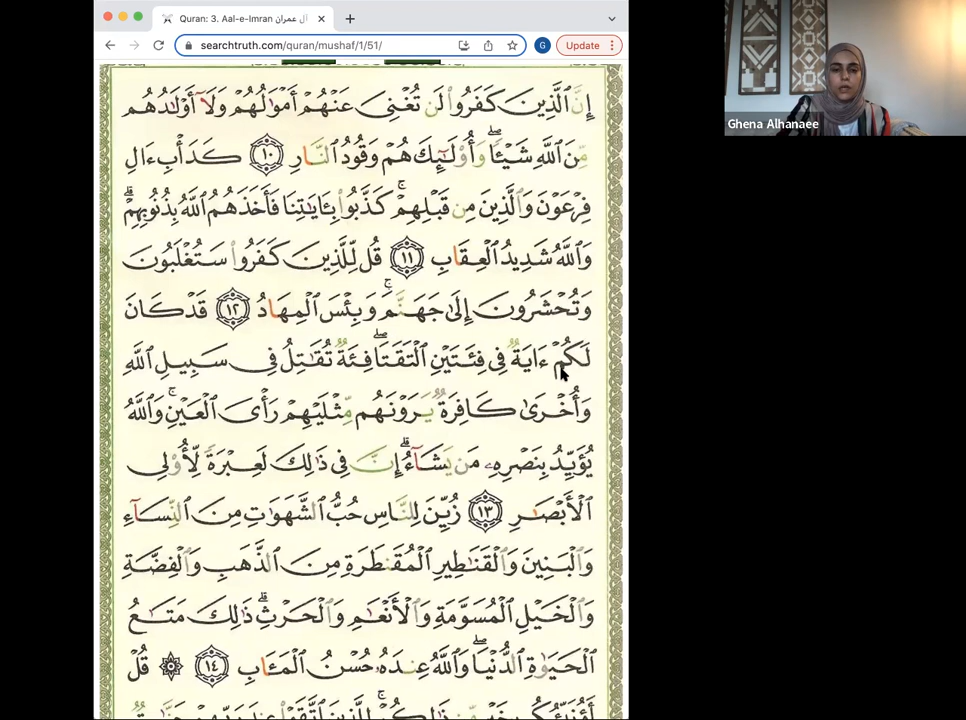 Quran: 3. Aal-e-Imran آل عمران
searchtruth.com/quran/mushaf/1/51/
G
Update
Ghena Alhanaee
إِنَّ ٱلَّذِينَ كَفَرُوا۟ لَن تُغْنِىَ عَنْهُمْ أَمْوَٰلُهُمْ وَلَآ أَوْلَـٰدُهُم
مِّنَ ٱللَّهِ شَيْـًٔا ۖ وَأُو۟لَـٰٓئِكَ هُمْ وَقُودُ ٱلنَّارِ ١٠ كَدَأْبِ ءَالِ
فِرْعَوْنَ وَٱلَّذِينَ مِن قَبْلِهِمْ ۚ كَذَّبُوا۟ بِـَٔايَـٰتِنَا فَأَخَذَهُمُ ٱللَّهُ بِذُنُوبِهِمْ ۗ
وَٱللَّهُ شَدِيدُ ٱلْعِقَابِ ١١ قُل لِّلَّذِينَ كَفَرُوا۟ سَتُغْلَبُونَ
وَتُحْشَرُونَ إِلَىٰ جَهَنَّمَ ۚ وَبِئْسَ ٱلْمِهَادُ ١٢ قَدْ كَانَ
لَكُمْ ءَايَةٌ فِى فِئَتَيْنِ ٱلْتَقَتَا ۖ فِئَةٌ تُقَـٰتِلُ فِى سَبِيلِ ٱللَّهِ
وَأُخْرَىٰ كَافِرَةٌ يَرَوْنَهُم مِّثْلَيْهِمْ رَأْىَ ٱلْعَيْنِ ۚ وَٱللَّهُ
يُؤَيِّدُ بِنَصْرِهِۦ مَن يَشَآءُ ۗ إِنَّ فِى ذَٰلِكَ لَعِبْرَةً لِّأُو۟لِى
ٱلْأَبْصَـٰرِ ١٣ زُيِّنَ لِلنَّاسِ حُبُّ ٱلشَّهَوَٰتِ مِنَ ٱلنِّسَآءِ
وَٱلْبَنِينَ وَٱلْقَنَـٰطِيرِ ٱلْمُقَنطَرَةِ مِنَ ٱلذَّهَبِ وَٱلْفِضَّةِ
وَٱلْخَيْلِ ٱلْمُسَوَّمَةِ وَٱلْأَنْعَـٰمِ وَٱلْحَرْثِ ۗ ذَٰلِكَ مَتَـٰعُ
ٱلْحَيَوٰةِ ٱلدُّنْيَا ۖ وَٱللَّهُ عِندَهُۥ حُسْنُ ٱلْمَـَٔابِ ١٤ ۞ قُلْ